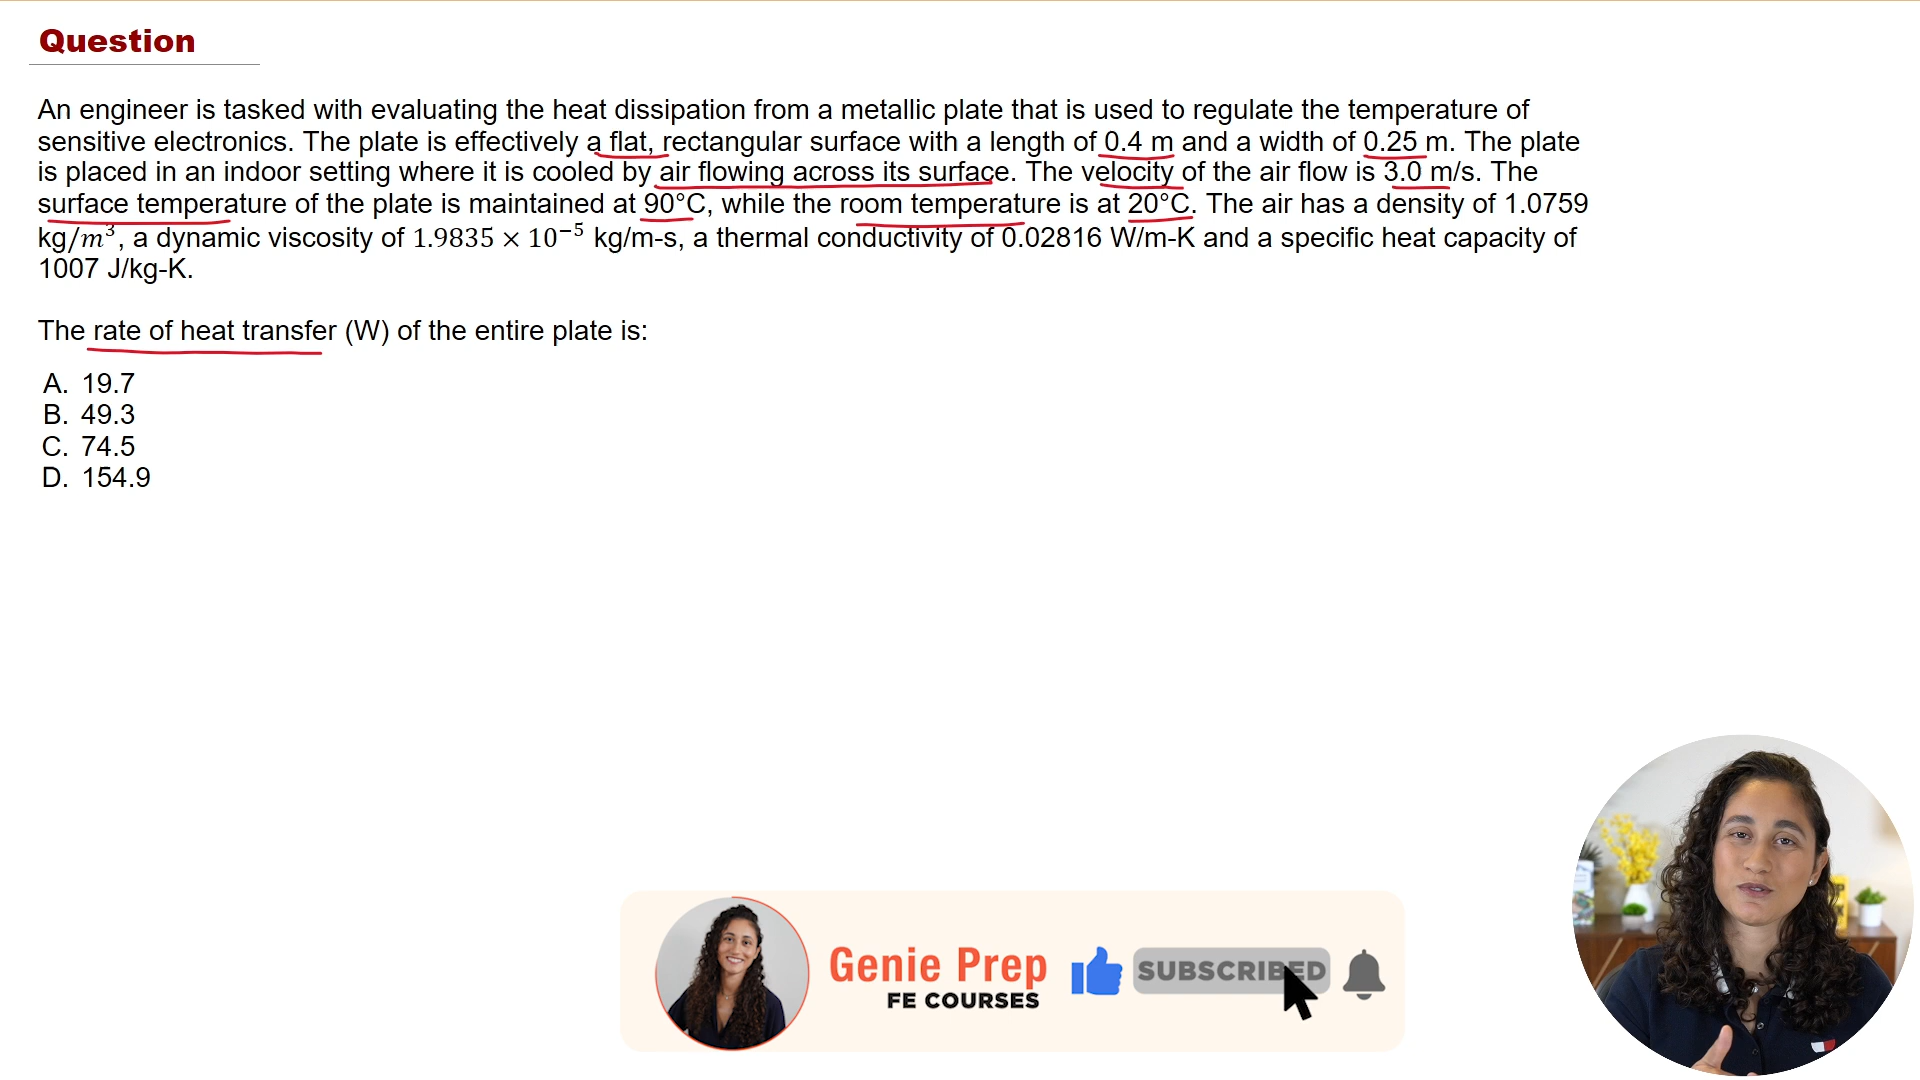 Question
An engineer is tasked with evaluating the heat dissipation from a metallic plate that is used to regulate the temperature of
sensitive electronics. The plate is effectively a flat, rectangular surface with a length of 0.4 m and a width of 0.25 m. The plate
is placed in an indoor setting where it is cooled by air flowing across its surface. The velocity of the air flow is 3.0 m/s. The
surface temperature of the plate is maintained at 90°C, while the room temperature is at 20°C. The air has a density of 1.0759
kg/m³, a dynamic viscosity of 1.9835 × 10⁻⁵ kg/m-s, a thermal conductivity of 0.02816 W/m-K and a specific heat capacity of
1007 J/kg-K.
The rate of heat transfer (W) of the entire plate is:
A. 19.7
B. 49.3
C. 74.5
D. 154.9
Genie Prep
FE COURSES
SUBSCRIBED